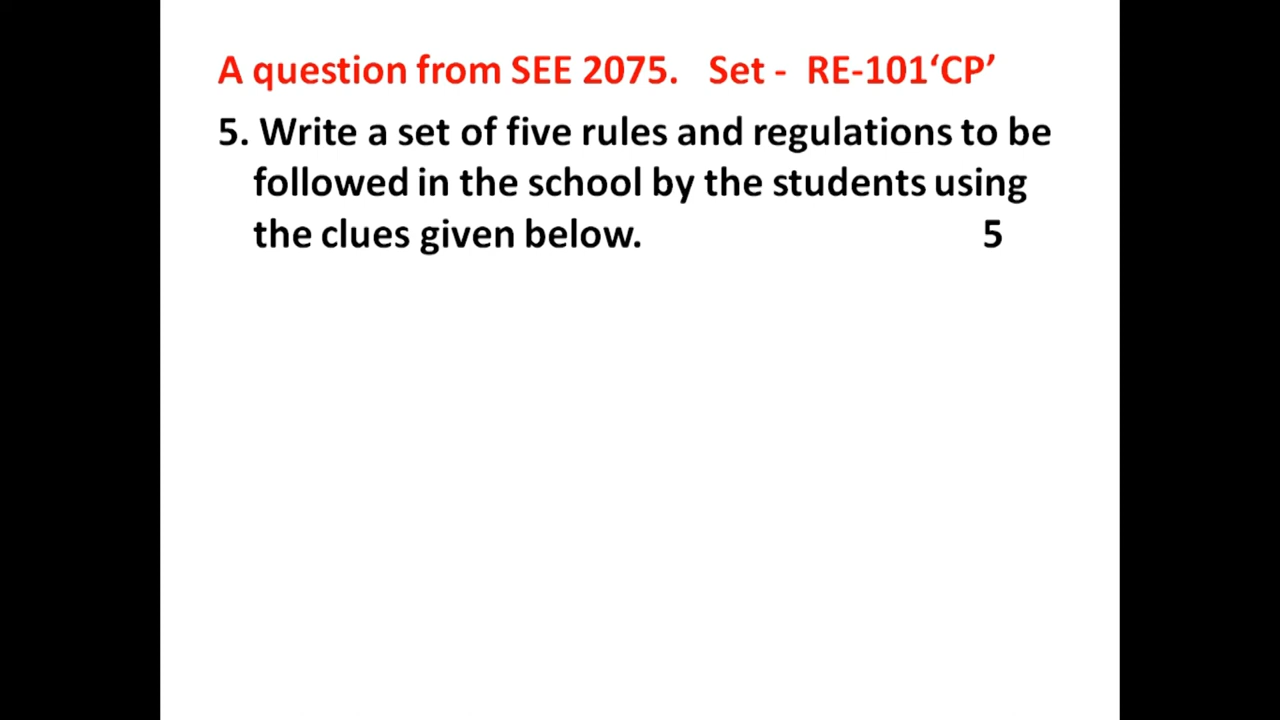 A question from SEE 2075. Set - RE-101‘CP’
5. Write a set of five rules and regulations to be
followed in the school by the students using
the clues given below. 5